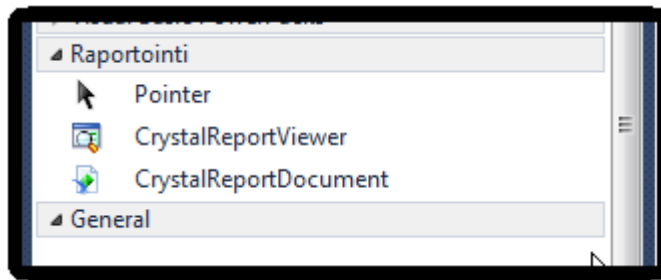 Raportointi
Pointer
CrystalReportViewer
CrystalReportDocument
General